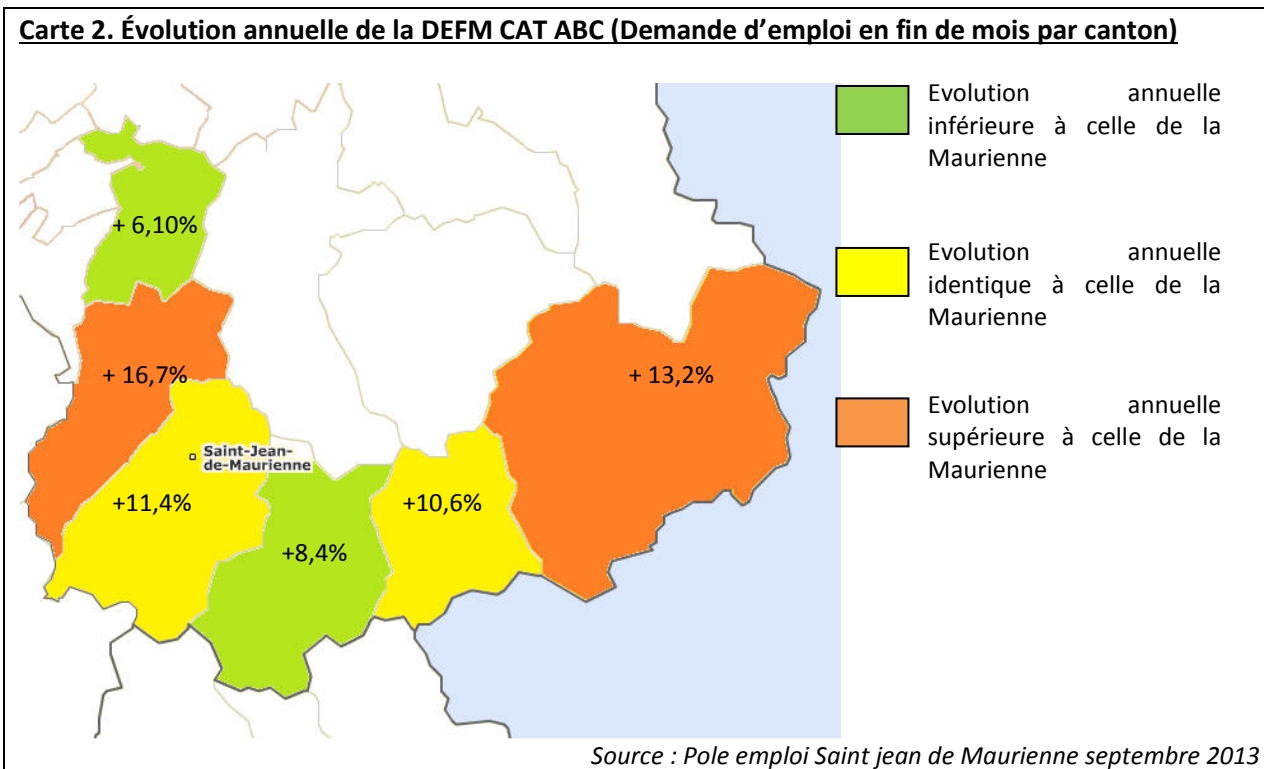 Carte 2. Évolution annuelle de la DEFM CAT ABC (Demande d’emploi en fin de mois par canton)
Evolution annuelle
inférieure à celle de la
Maurienne
+ 6,10%
Evolution annuelle
identique à celle de la
Maurienne
+ 16,7%
+ 13,2%
Evolution annuelle
supérieure à celle de la
Maurienne
Saint-Jean-
de-Maurienne
+11,4%
+10,6%
+8,4%
Source : Pole emploi Saint jean de Maurienne septembre 2013